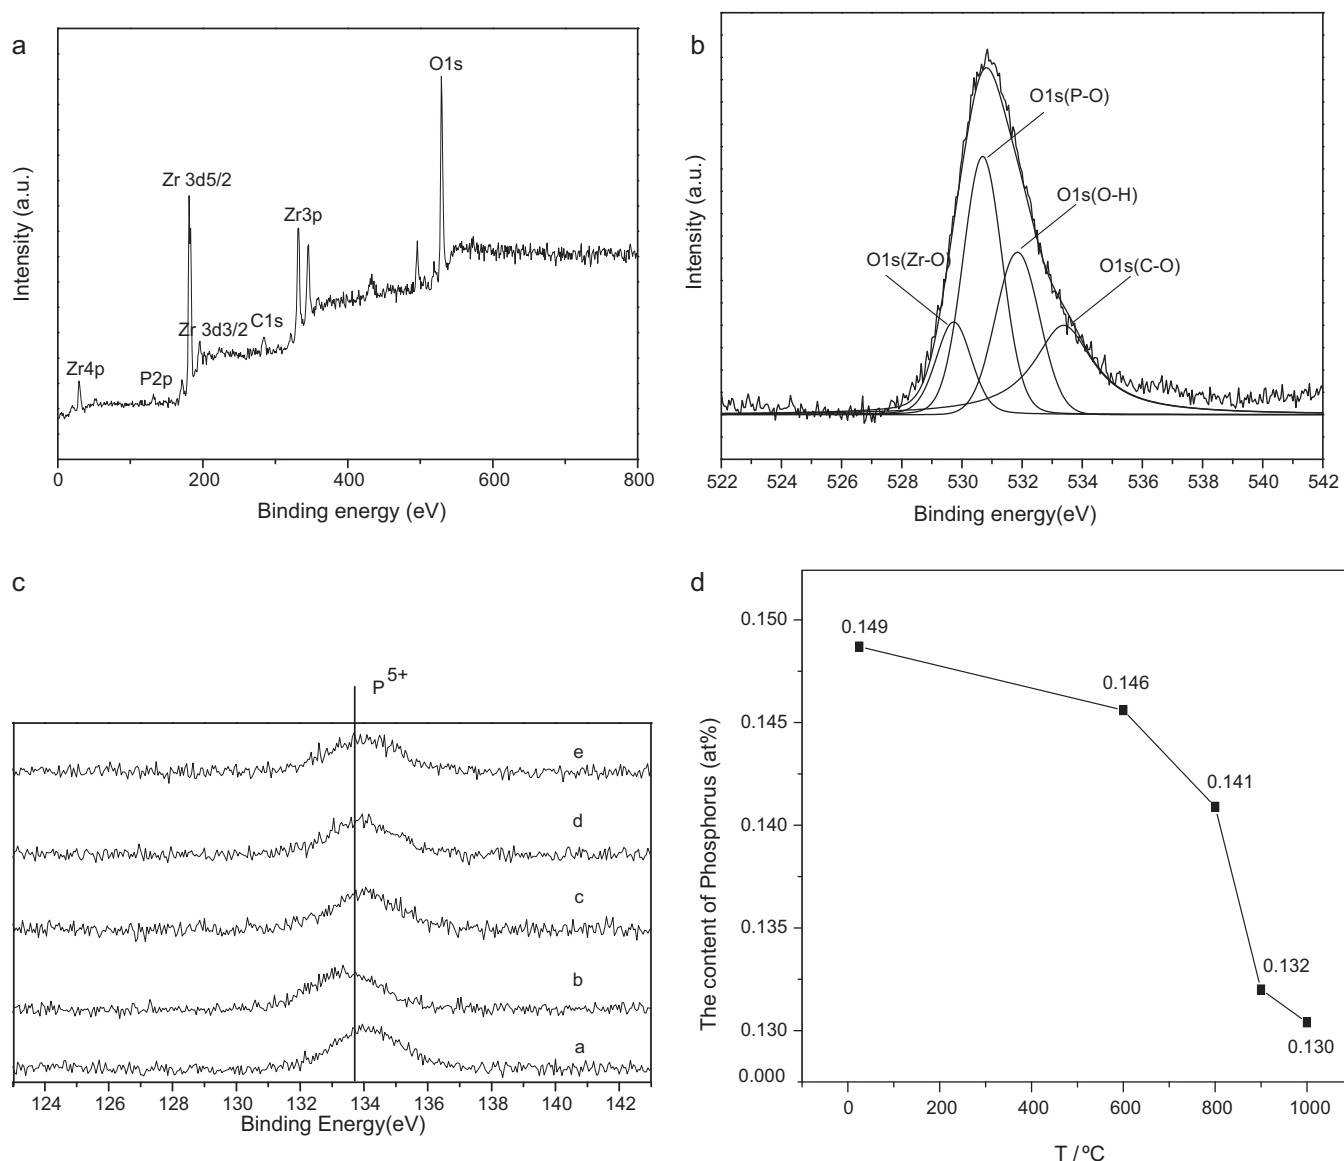 a
O1s
Zr 3d5/2
Zr3p
Zr 3d3/2
C1s
Zr4p
P2p
Intensity (a.u.)
0 200 400 600 800
Binding energy (eV)
b
O1s(P-O)
O1s(O-H)
O1s(Zr-O)
O1s(C-O)
Intensity (a.u.)
522 524 526 528 530 532 534 536 538 540 542
Binding energy(eV)
c
P5+
e
d
c
b
a
124 126 128 130 132 134 136 138 140 142
Binding Energy(eV)
d
0.150
0.145
0.140
0.135
0.130
0.000
0.149
0.146
0.141
0.132
0.130
The content of Phosphorus (at%)
0 200 400 600 800 1000
T / ºC